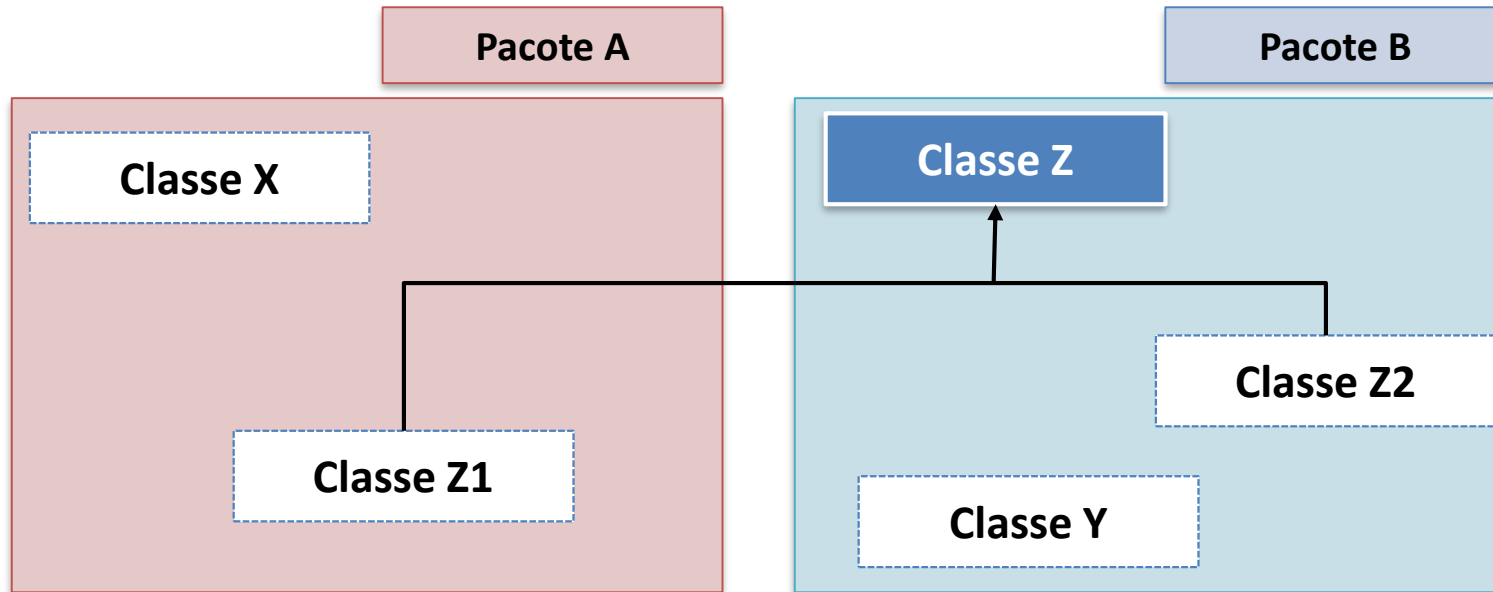 Pacote A
Pacote B
Classe X
Classe Z
Classe Z2
Classe Z1
Classe Y